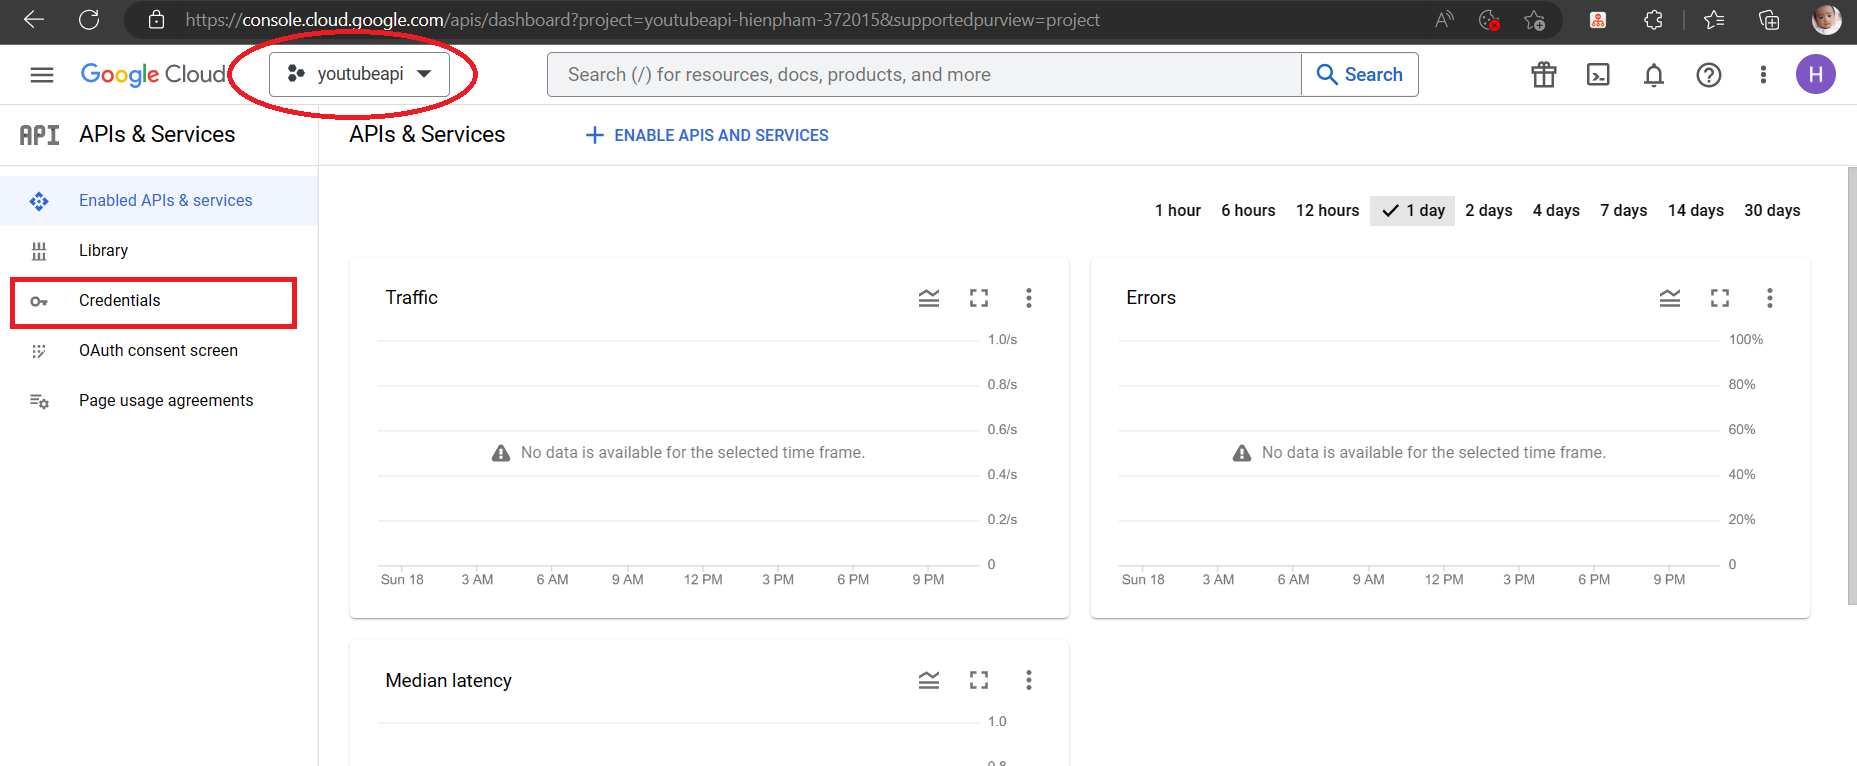 https://console.cloud.google.com/apis/dashboard?project=youtubeapi-hienpham-372015&supportedpurview=project
Google Cloud
youtubeapi
Search (/) for resources, docs, products, and more
Search
H
API
APIs & Services
APIs & Services
ENABLE APIS AND SERVICES
Enabled APIs & services
Library
Credentials
OAuth consent screen
Page usage agreements
1 hour 6 hours 12 hours 1 day 2 days 4 days 7 days 14 days 30 days
Traffic
1.0/s
0.8/s
0.6/s
No data is available for the selected time frame.
0.4/s
0.2/s
0
Sun 18 3 AM 6 AM 9 AM 12 PM 3 PM 6 PM 9 PM
Errors
100%
80%
60%
No data is available for the selected time frame.
40%
20%
0
Sun 18 3 AM 6 AM 9 AM 12 PM 3 PM 6 PM 9 PM
Median latency
1.0
0.8